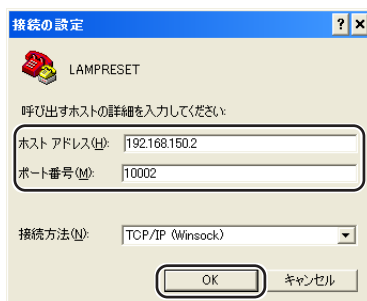 接続の設定
LAMPRESET
呼び出すホストの詳細を入力してください:
ホスト アドレス(H): 192.168.150.2
ポート番号(M): 10002
接続方法(N): TCP/IP (Winsock)
OK キャンセル